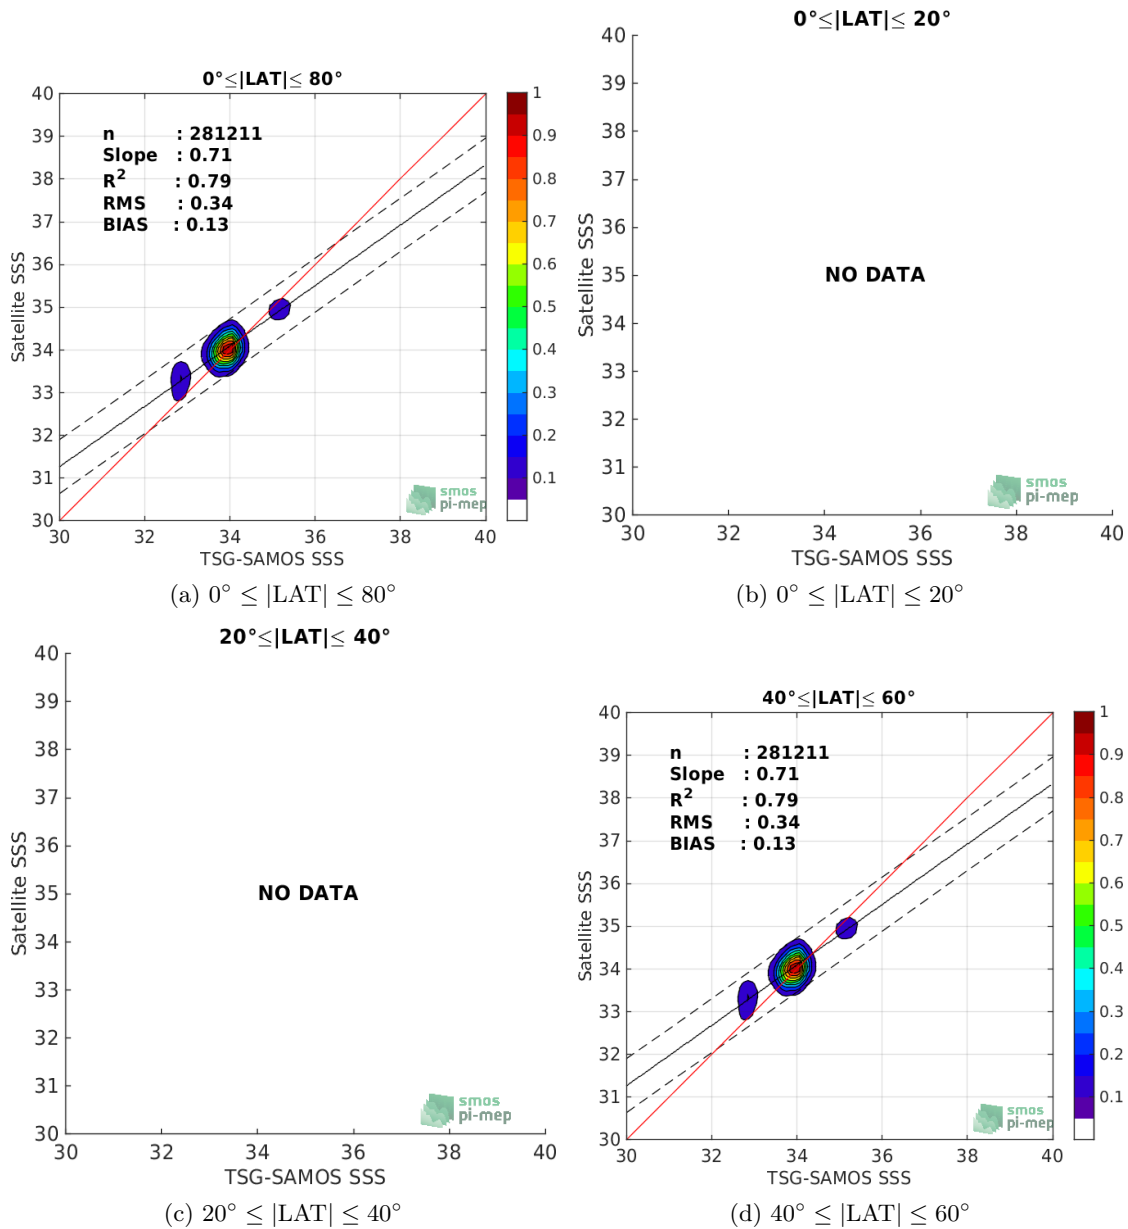 0°≤|LAT|≤ 80°
n : 281211
Slope : 0.71
R² : 0.79
RMS : 0.34
BIAS : 0.13
Satellite SSS
40
39
38
37
36
35
34
33
32
31
30
30 32 34 36 38 40
TSG-SAMOS SSS
1
0.9
0.8
0.7
0.6
0.5
0.4
0.3
0.2
0.1
smos
pi-mep
(a) 0° ≤ |LAT| ≤ 80°
0°≤|LAT|≤ 20°
Satellite SSS
40
39
38
37
36
35
34
33
32
31
30
NO DATA
smos
pi-mep
30 32 34 36 38 40
TSG-SAMOS SSS
(b) 0° ≤ |LAT| ≤ 20°
20°≤|LAT|≤ 40°
Satellite SSS
40
39
38
37
36
35
34
33
32
31
30
NO DATA
smos
pi-mep
30 32 34 36 38 40
TSG-SAMOS SSS
(c) 20° ≤ |LAT| ≤ 40°
40°≤|LAT|≤ 60°
n : 281211
Slope : 0.71
R² : 0.79
RMS : 0.34
BIAS : 0.13
Satellite SSS
40
39
38
37
36
35
34
33
32
31
30
30 32 34 36 38 40
TSG-SAMOS SSS
1
0.9
0.8
0.7
0.6
0.5
0.4
0.3
0.2
0.1
smos
pi-mep
(d) 40° ≤ |LAT| ≤ 60°